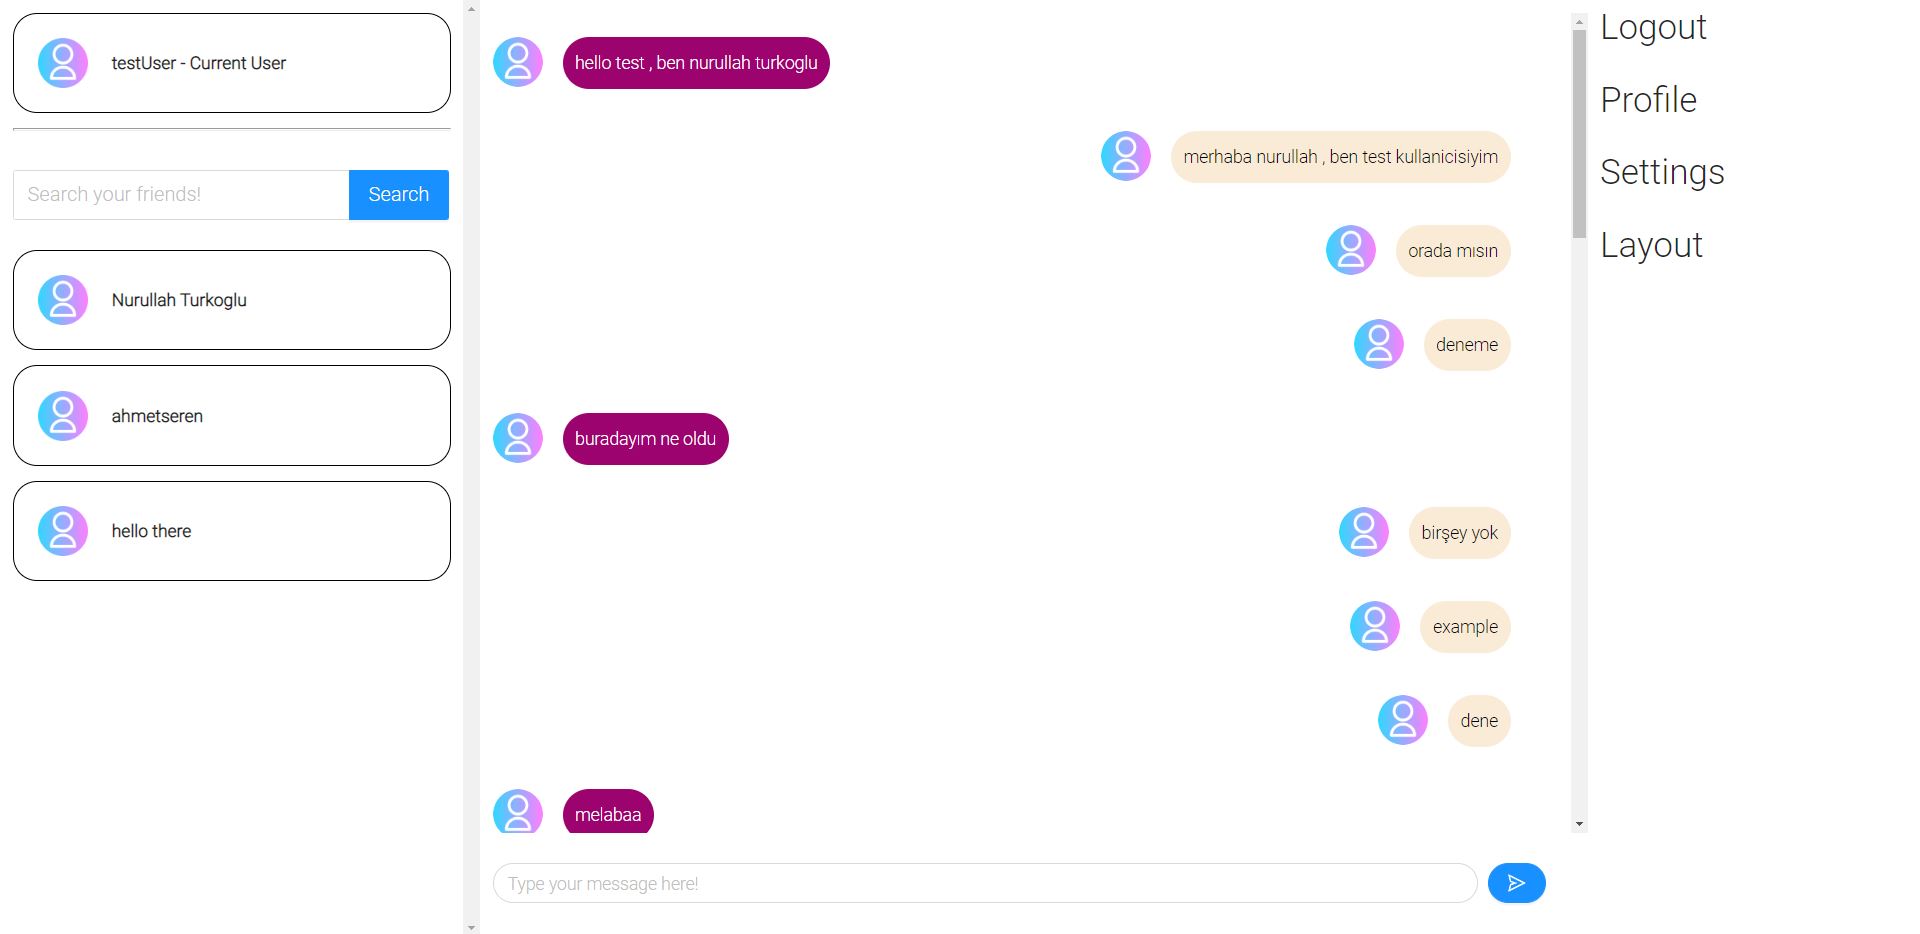 testUser - Current User
Search your friends!
Search
Nurullah Turkoglu
ahmetseren
hello there
hello test , ben nurullah turkoglu
merhaba nurullah , ben test kullanicisiyim
orada mısın
deneme
buradayım ne oldu
birşey yok
example
dene
melabaa
Type your message here!
Logout
Profile
Settings
Layout